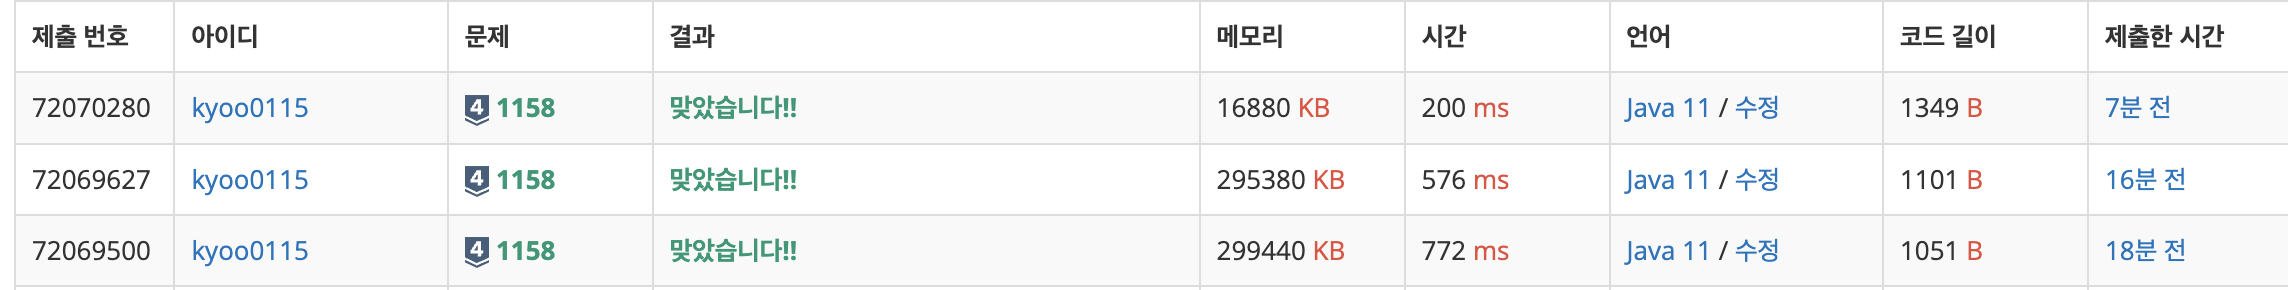 제출 번호 아이디 문제 결과 메모리 시간 언어 코드 길이 제출한 시간
72070280 kyoo0115 4 1158 맞았습니다!! 16880 KB 200 ms Java 11 / 수정 1349 B 7분 전
72069627 kyoo0115 4 1158 맞았습니다!! 295380 KB 576 ms Java 11 / 수정 1101 B 16분 전
72069500 kyoo0115 4 1158 맞았습니다!! 299440 KB 772 ms Java 11 / 수정 1051 B 18분 전